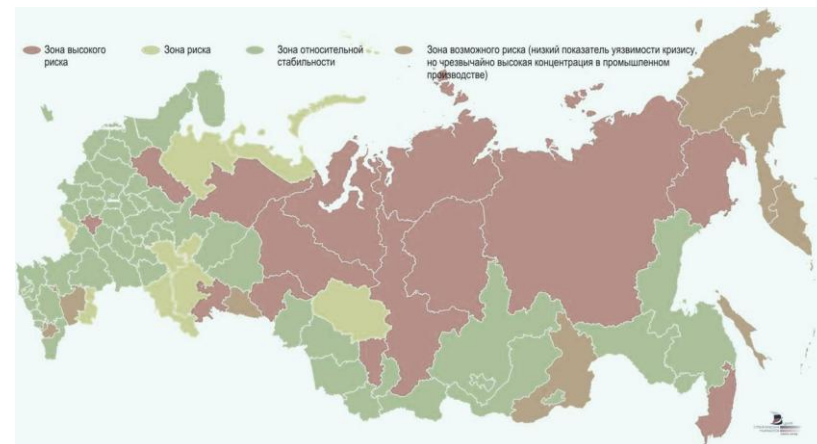 Зона высокого
риска
Зона риска
Зона относительной
стабильности
Зона возможного риска (низкий показатель уязвимости кризису,
но чрезвычайно высокая концентрация в промышленном
производстве)